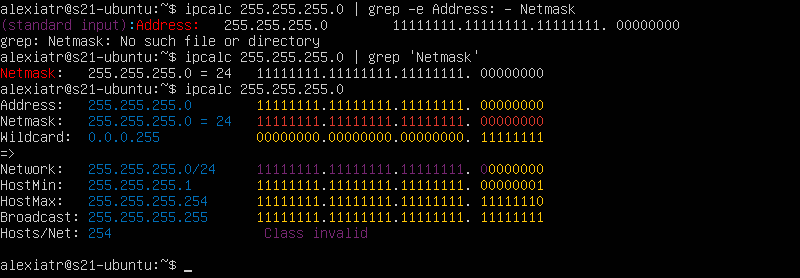 alexiatr@s21-ubuntu:~$ ipcalc 255.255.255.0 | grep -e Address: - Netmask
(standard input):Address:   255.255.255.0        11111111.11111111.11111111. 00000000
grep: Netmask: No such file or directory
alexiatr@s21-ubuntu:~$ ipcalc 255.255.255.0 | grep 'Netmask'
Netmask:   255.255.255.0 = 24   11111111.11111111.11111111. 00000000
alexiatr@s21-ubuntu:~$ ipcalc 255.255.255.0
Address:   255.255.255.0        11111111.11111111.11111111. 00000000
Netmask:   255.255.255.0 = 24   11111111.11111111.11111111. 00000000
Wildcard:  0.0.0.255            00000000.00000000.00000000. 11111111
=>
Network:   255.255.255.0/24     11111111.11111111.11111111. 00000000
HostMin:   255.255.255.1        11111111.11111111.11111111. 00000001
HostMax:   255.255.255.254      11111111.11111111.11111111. 11111110
Broadcast: 255.255.255.255      11111111.11111111.11111111. 11111111
Hosts/Net: 254                   Class invalid
alexiatr@s21-ubuntu:~$ _